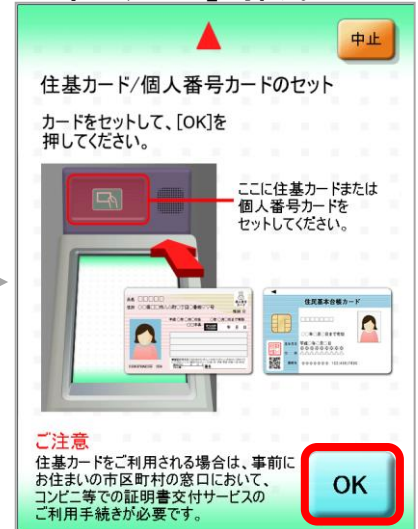 中止
住基カード/個人番号カードのセット
カードをセットして、[OK]を
押してください。
ここに住基カードまたは
個人番号カードを
セットしてください。
住民基本台帳カード
ご注意
住基カードをご利用される場合は、事前に
お住まいの市区町村の窓口において、
コンビニ等での証明書交付サービスの
ご利用手続きが必要です。
OK